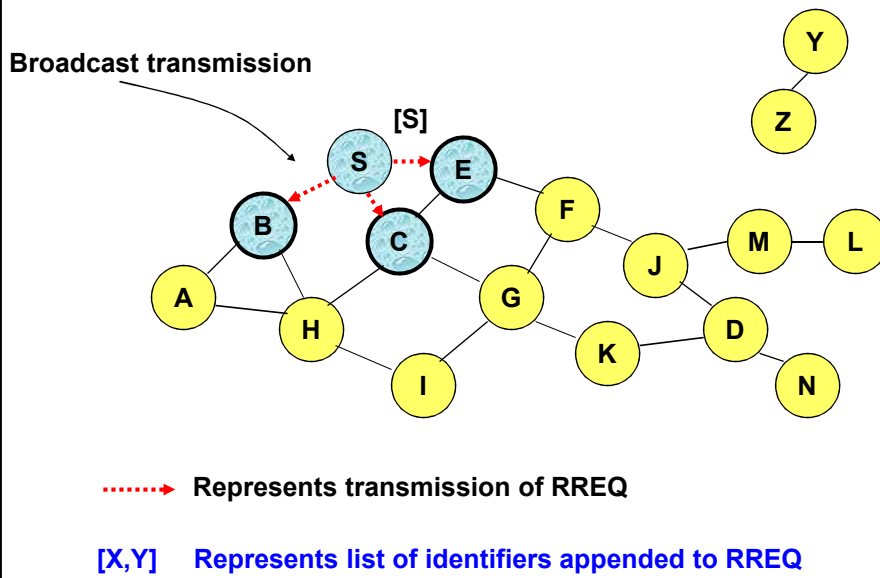 Y
Broadcast transmission
Z
[S]
S
E
B
C
F
M
L
J
A
G
H
D
K
I
N
Represents transmission of RREQ
[X,Y] Represents list of identifiers appended to RREQ